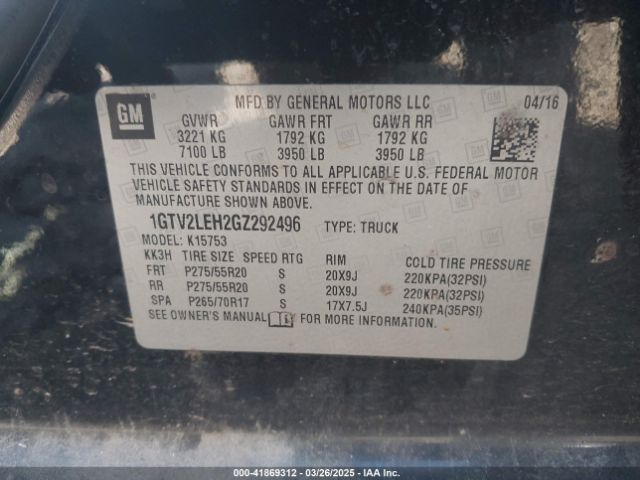 GM
MFD BY GENERAL MOTORS LLC 04/16
GVWR GAWR FRT GAWR RR
3221 KG 1792 KG 1792 KG
7100 LB 3950 LB 3950 LB
THIS VEHICLE CONFORMS TO ALL APPLICABLE U.S. FEDERAL MOTOR
VEHICLE SAFETY STANDARDS IN EFFECT ON THE DATE OF
MANUFACTURE SHOWN ABOVE.
1GTV2LEH2GZ292496 TYPE: TRUCK
MODEL: K15753
KK3H TIRE SIZE SPEED RTG RIM COLD TIRE PRESSURE
FRT P275/55R20 S 20X9J 220KPA(32PSI)
RR P275/55R20 S 20X9J 220KPA(32PSI)
SPA P265/70R17 S 17X7.5J 240KPA(35PSI)
SEE OWNER'S MANUAL FOR MORE INFORMATION.
000-41869312 — 03/26/2025 — IAA Inc.